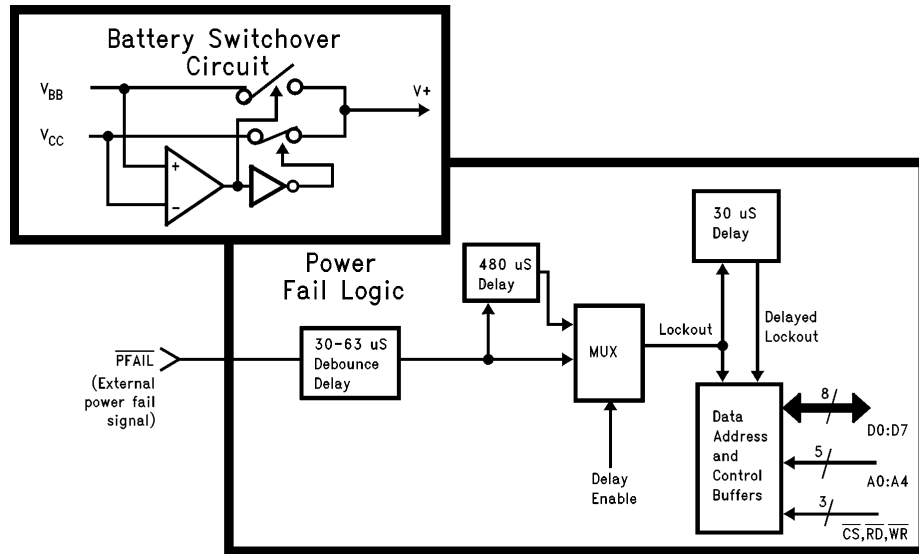 Battery Switchover
Circuit
V_BB
V_CC
V+
+
−
Power
Fail Logic
30 uS
Delay
480 uS
Delay
Lockout
Delayed
Lockout
MUX
PFAIL
(External
power fail
signal)
30-63 uS
Debounce
Delay
Delay
Enable
Data
Address
and
Control
Buffers
8
D0:D7
5
A0:A4
3
CS,RD,WR